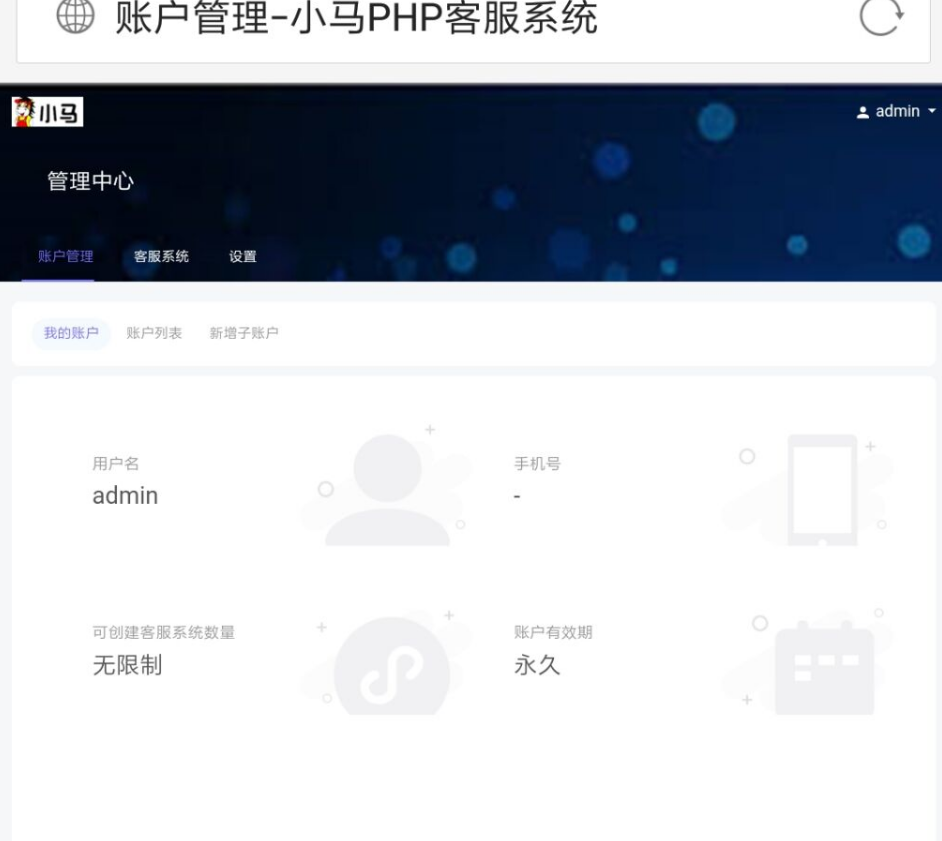 账户管理-小马PHP客服系统
小马
admin
管理中心
账户管理 客服系统 设置
我的账户 账户列表 新增子账户
用户名
admin
手机号
-
可创建客服系统数量
无限制
账户有效期
永久